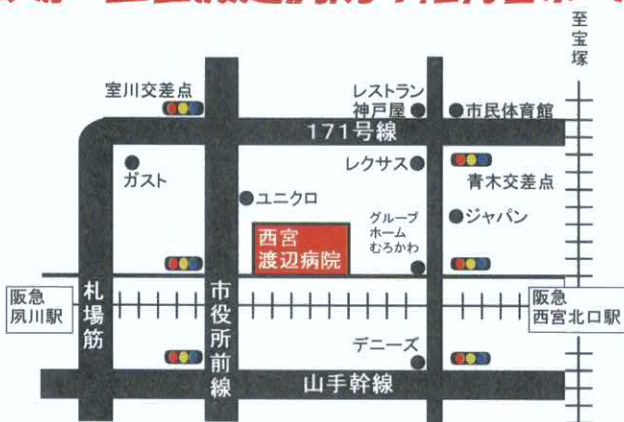 至宝塚
室川交差点
レストラン
神戸屋
市民体育館
171号線
ガスト
レクサス
青木交差点
ユニクロ
グループ
ホーム
むろかわ
ジャパン
西宮
渡辺病院
阪急
夙川駅
札場筋
市役所前線
阪急
西宮北口駅
デニーズ
山手幹線